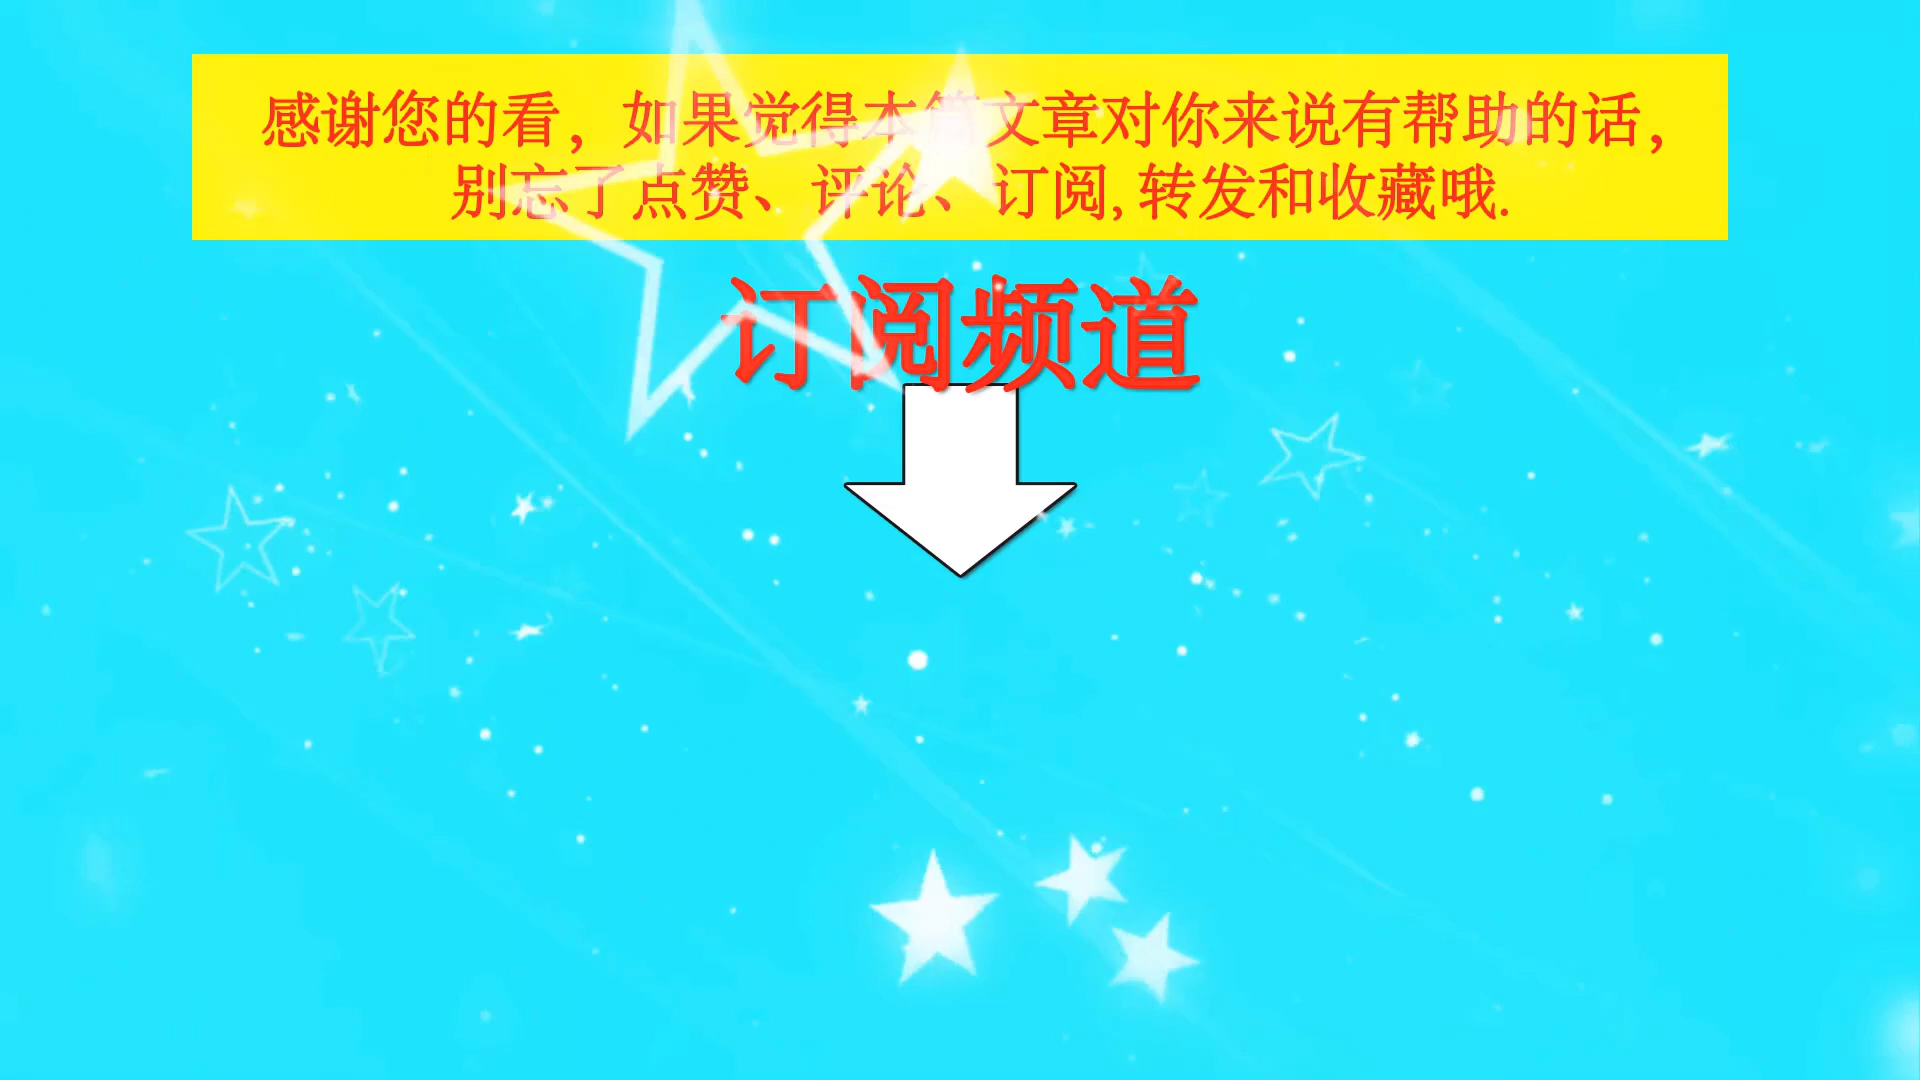 感谢您的看，如果觉得本篇文章对你来说有帮助的话，
别忘了点赞、评论、订阅,转发和收藏哦.
订阅频道